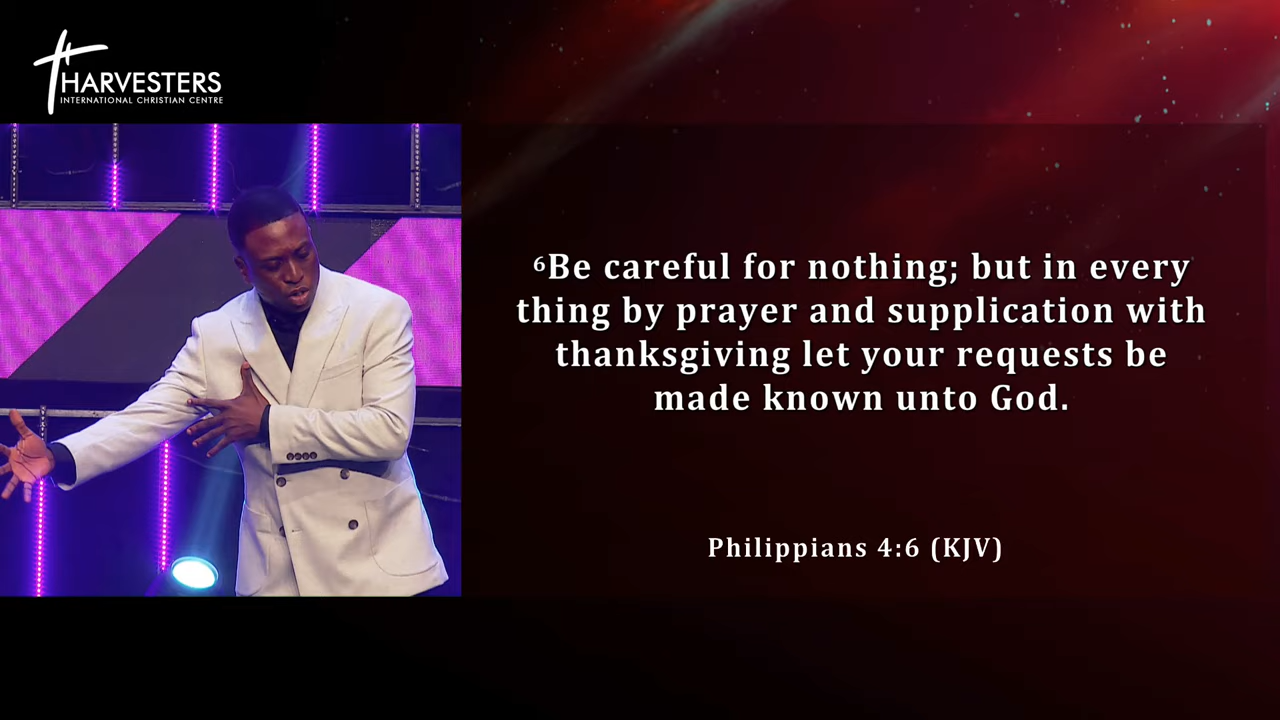 HARVESTERS
INTERNATIONAL CHRISTIAN CENTRE
⁶Be careful for nothing; but in every
thing by prayer and supplication with
thanksgiving let your requests be
made known unto God.
Philippians 4:6 (KJV)